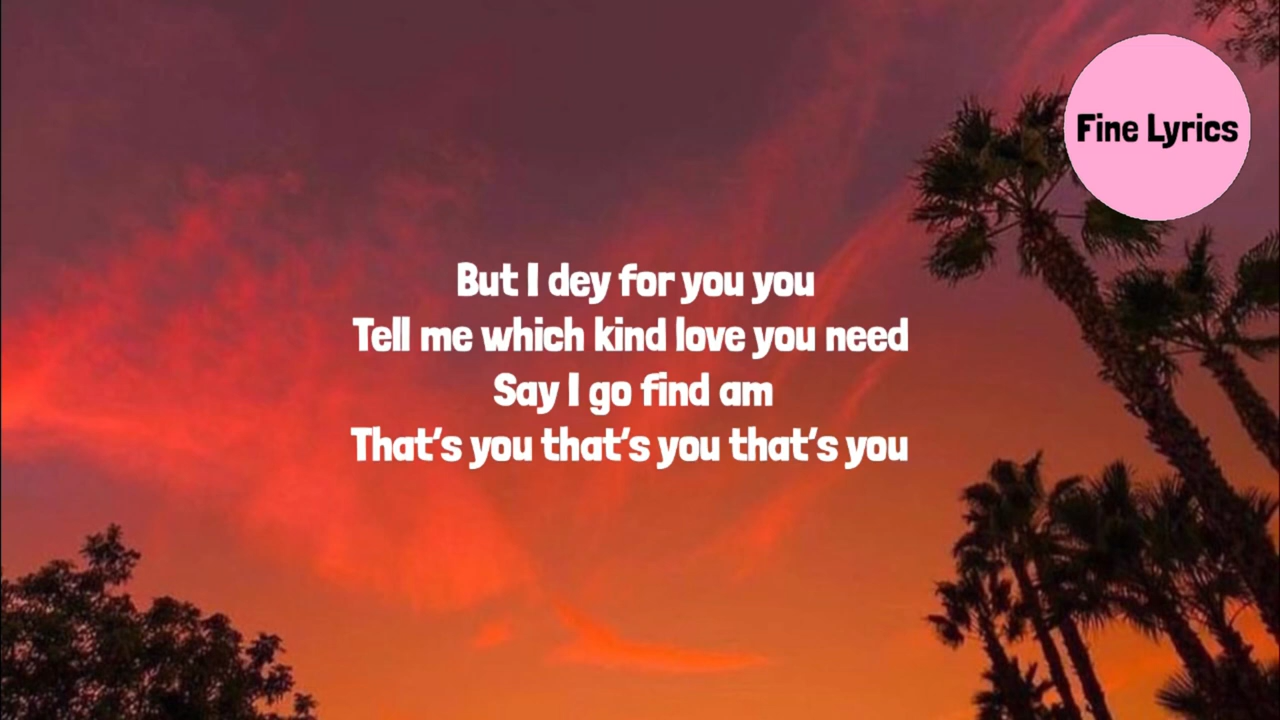 Fine Lyrics
But I dey for you you
Tell me which kind love you need
Say I go find am
That's you that's you that's you